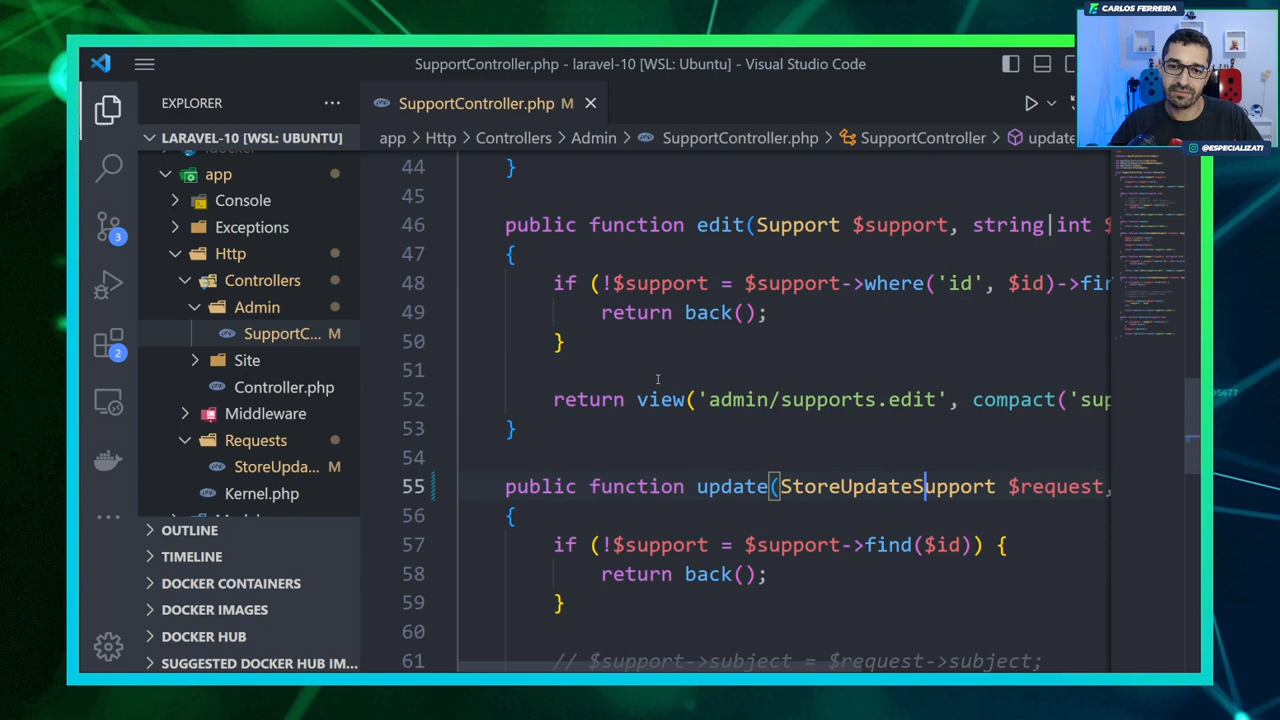 CARLOS FERREIRA
@ESPECIALIZATI
SupportController.php - laravel-10 [WSL: Ubuntu] - Visual Studio Code
EXPLORER
LARAVEL-10 [WSL: UBUNTU]
app
Console
Exceptions
Http
Controllers
Admin
SupportC... M
Site
Controller.php
Middleware
Requests
StoreUpda... M
Kernel.php
OUTLINE
TIMELINE
DOCKER CONTAINERS
DOCKER IMAGES
DOCKER HUB
SUGGESTED DOCKER HUB IM...
3
2
SupportController.php M
app > Http > Controllers > Admin > SupportController.php > SupportController > update
44 }
45
46 public function edit(Support $support, string|int $
47 {
48 if (!$support = $support->where('id', $id)->fir
49 return back();
50 }
51
52 return view('admin/supports.edit', compact('sup
53 }
54
55 public function update(StoreUpdateSupport $request,
56 {
57 if (!$support = $support->find($id)) {
58 return back();
59 }
60
61 // $support->subject = $request->subject;